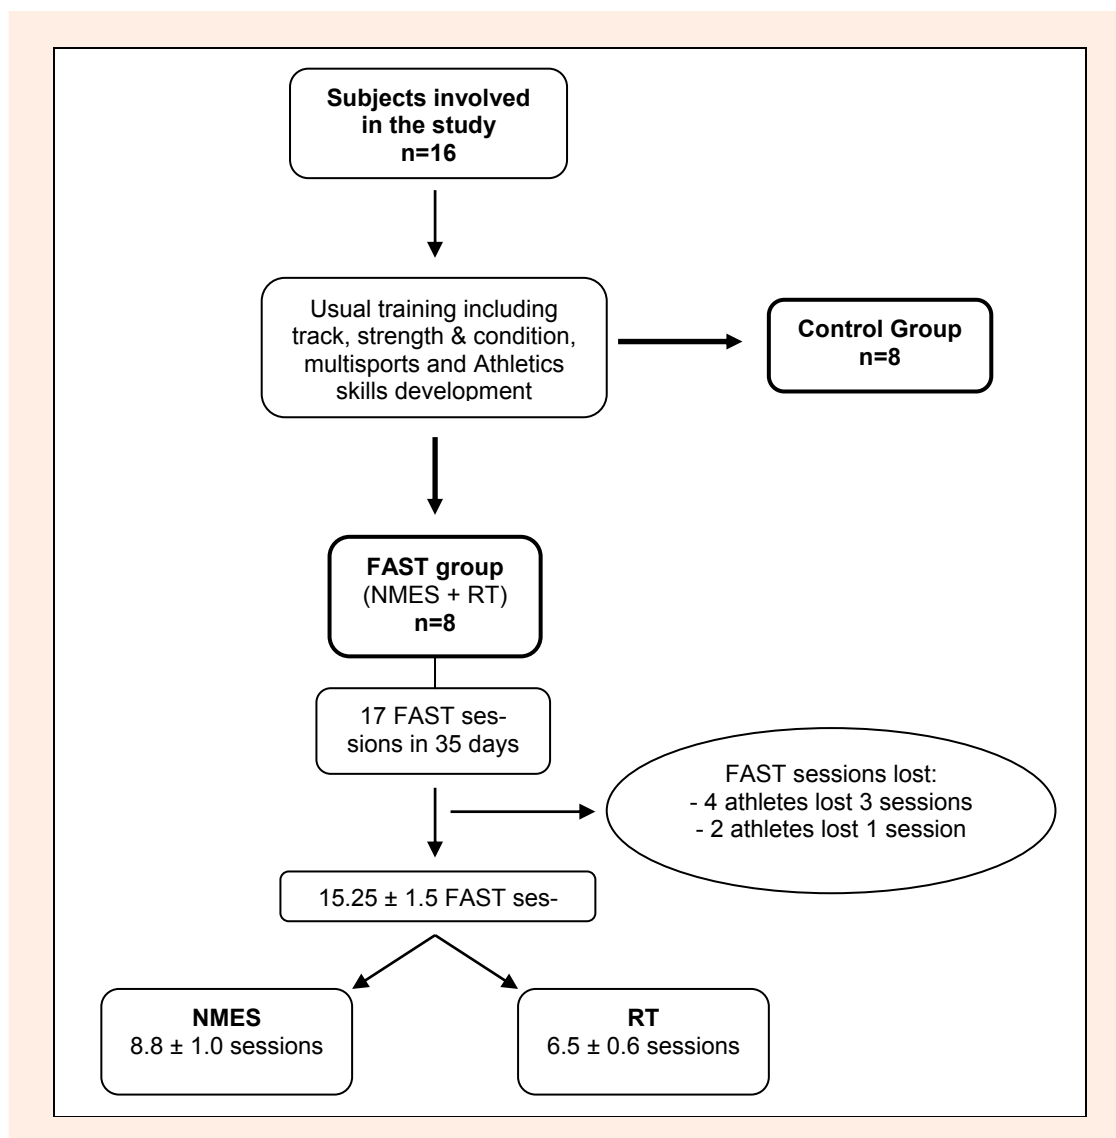 Subjects involved
in the study
n=16
Usual training including
track, strength & condition,
multisports and Athletics
skills development
Control Group
n=8
FAST group
(NMES + RT)
n=8
17 FAST ses-
sions in 35 days
FAST sessions lost:
- 4 athletes lost 3 sessions
- 2 athletes lost 1 session
15.25 ± 1.5 FAST ses-
NMES
8.8 ± 1.0 sessions
RT
6.5 ± 0.6 sessions